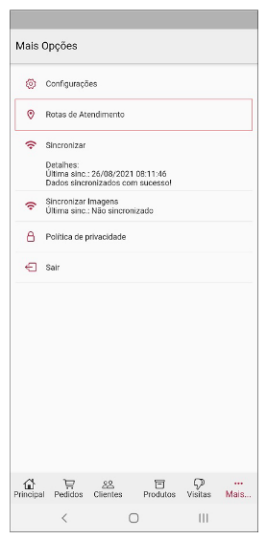 Mais Opções
Configurações
Rotas de Atendimento
Sincronizar
Detalhes:
Última sinc.: 26/08/2021 08:11:46
Dados sincronizados com sucesso!
Sincronizar Imagens
Última sinc.: Não sincronizado
Política de privacidade
Sair
Principal Pedidos Clientes Produtos Visitas Mais...